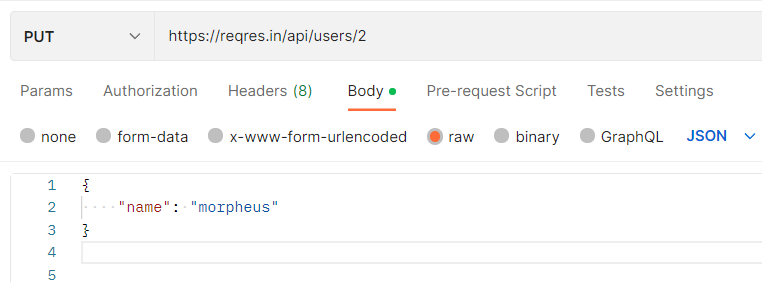 PUT https://reqres.in/api/users/2
Params Authorization Headers (8) Body Pre-request Script Tests Settings
none form-data x-www-form-urlencoded raw binary GraphQL JSON
1 {
2 "name": "morpheus"
3 }
4
5